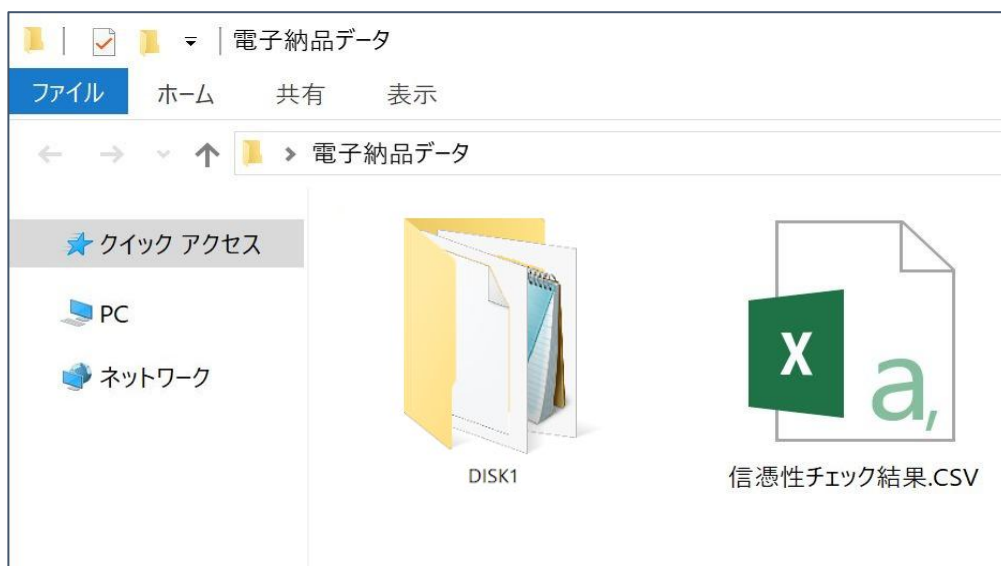 電子納品データ
ファイル ホーム 共有 表示
電子納品データ
クイック アクセス
PC
ネットワーク
DISK1
X a,
信憑性チェック結果.CSV